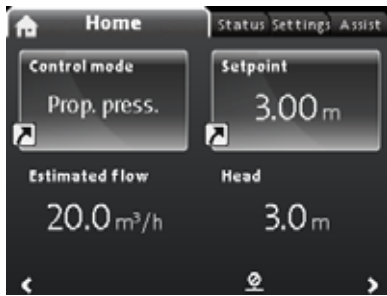 Home Status Settings Assist
Control mode Setpoint
Prop. press. 3.00 m
Estimated flow Head
20.0 m³/h 3.0 m